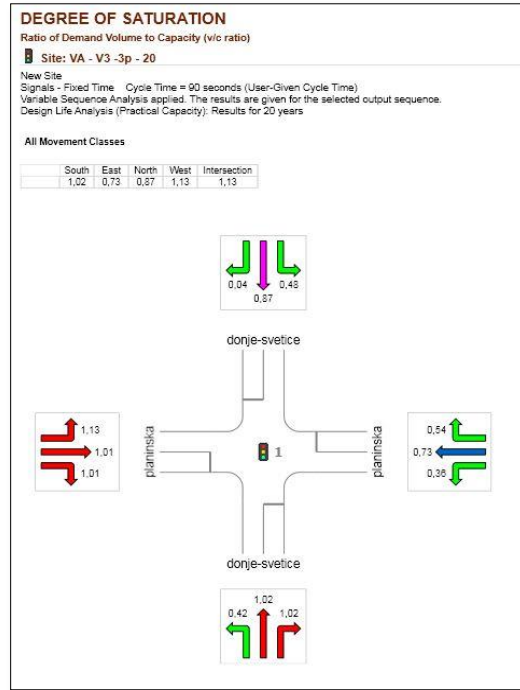 DEGREE OF SATURATION
Ratio of Demand Volume to Capacity (v/c ratio)
Site: VA - V3 -3p - 20
New Site
Signals - Fixed Time Cycle Time = 90 seconds (User-Given Cycle Time)
Variable Sequence Analysis applied. The results are given for the selected output sequence.
Design Life Analysis (Practical Capacity): Results for 20 years
All Movement Classes
South East North West Intersection
1,02 0,73 0,87 1,13 1,13
0,04 0,48
0,87
donje-svetice
1,13
1,01
1,01
planinska
1
planinska
0,54
0,73
0,36
donje-svetice
1,02
0,42 1,02